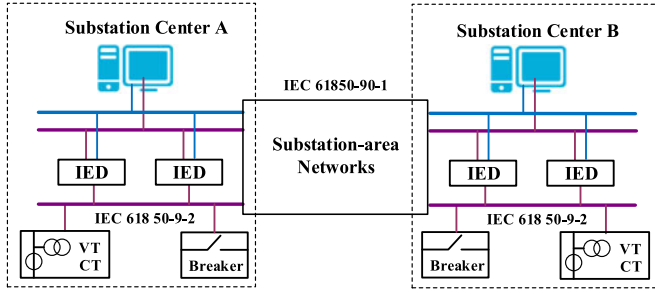 Substation Center A
Substation Center B
IEC 61850-90-1
Substation-area
Networks
IED
IED
IED
IED
IEC 618 50-9-2
IEC 618 50-9-2
VT
CT
Breaker
Breaker
VT
CT